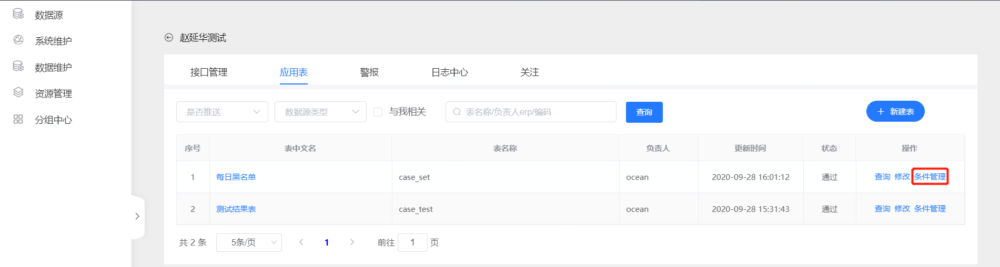 数据源
系统维护
数据维护
资源管理
分组中心
赵延华测试
接口管理 应用表 警报 日志中心 关注
是否推送 数据源类型 与我相关 表名称/负责人erp/编码 查询 新建表
序号 表中文名 表名称 负责人 更新时间 状态 操作
1 每日黑名单 case_set ocean 2020-09-28 16:01:12 通过 查询 修改 条件管理
2 测试结果表 case_test ocean 2020-09-28 15:31:43 通过 查询 修改 条件管理
共 2 条 5条/页 1 前往 1 页